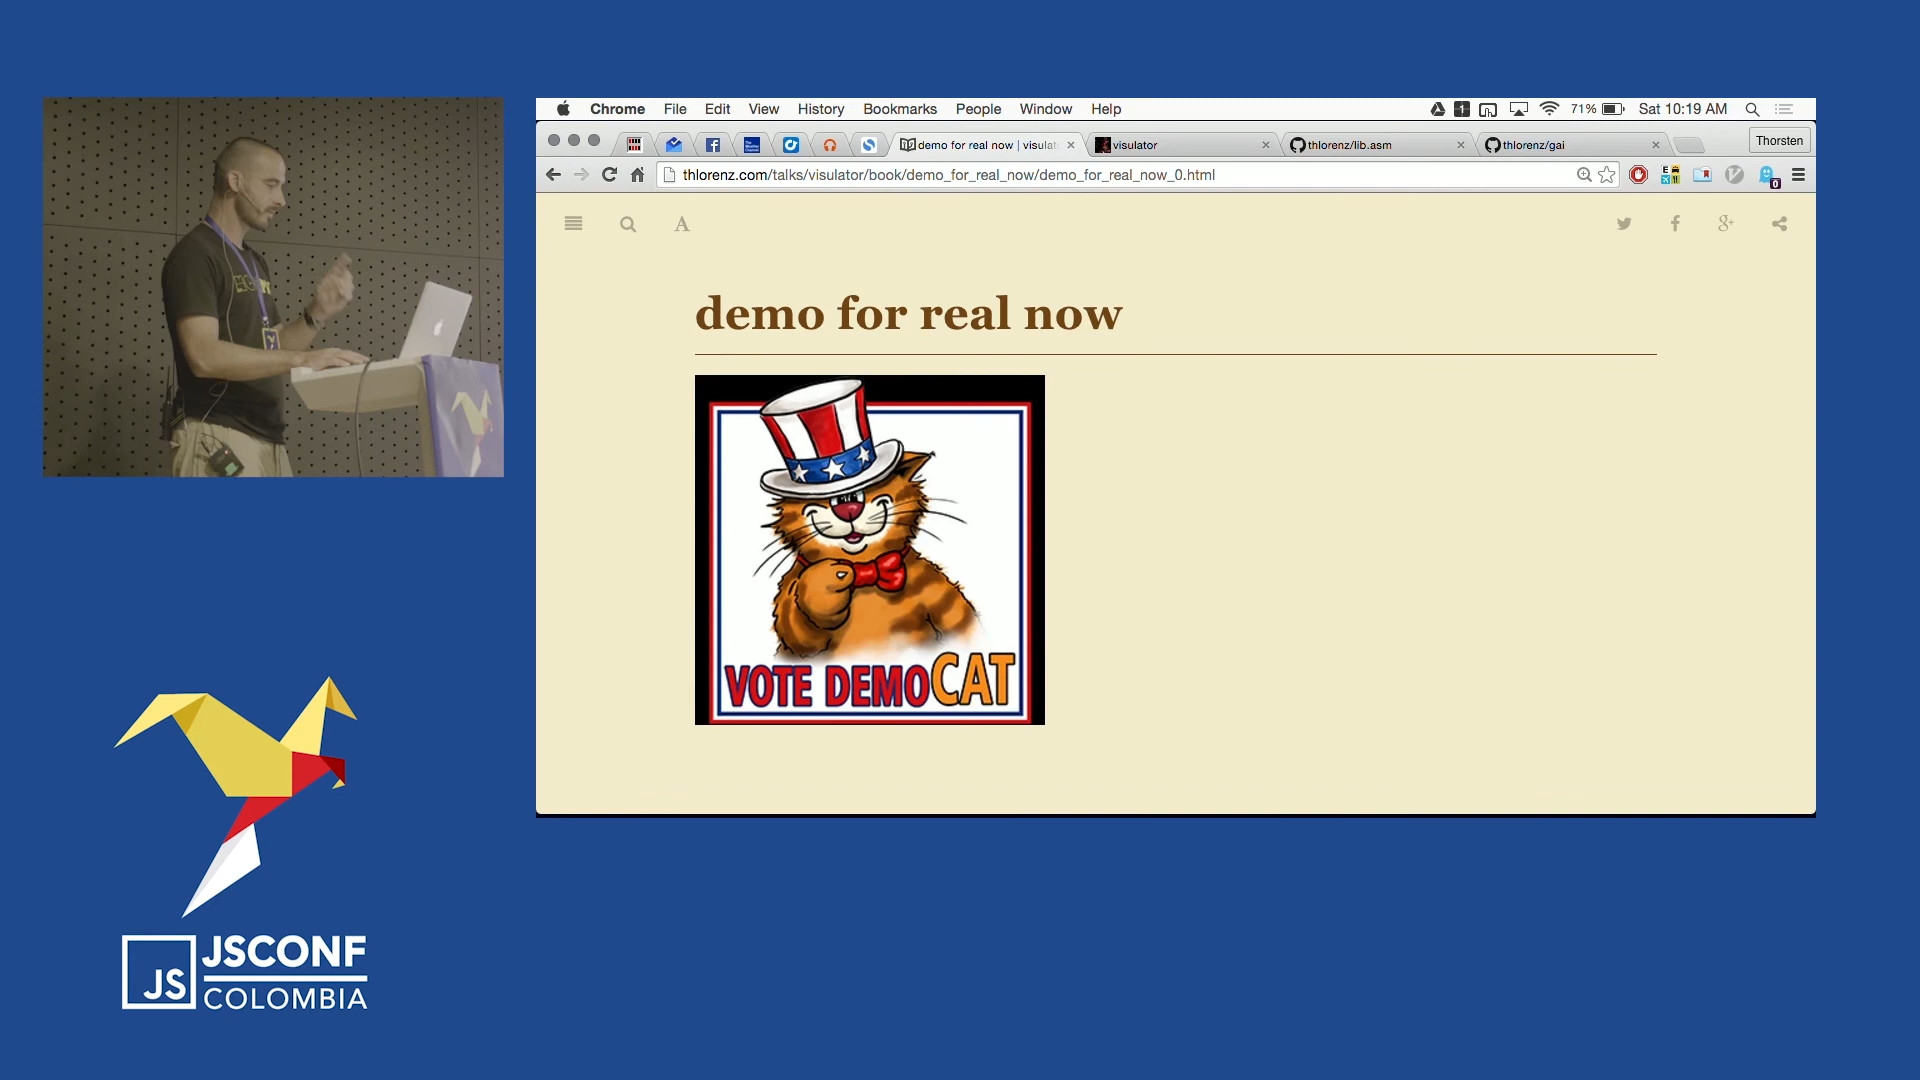 Chrome File Edit View History Bookmarks People Window Help
1 71% Sat 10:19 AM
demo for real now | visulat
visulator
thlorenz/lib.asm
thlorenz/gai
Thorsten
thlorenz.com/talks/visulator/book/demo_for_real_now/demo_for_real_now_0.html
0
A
demo for real now
VOTE DEMOCAT
JS
JSCONF
COLOMBIA